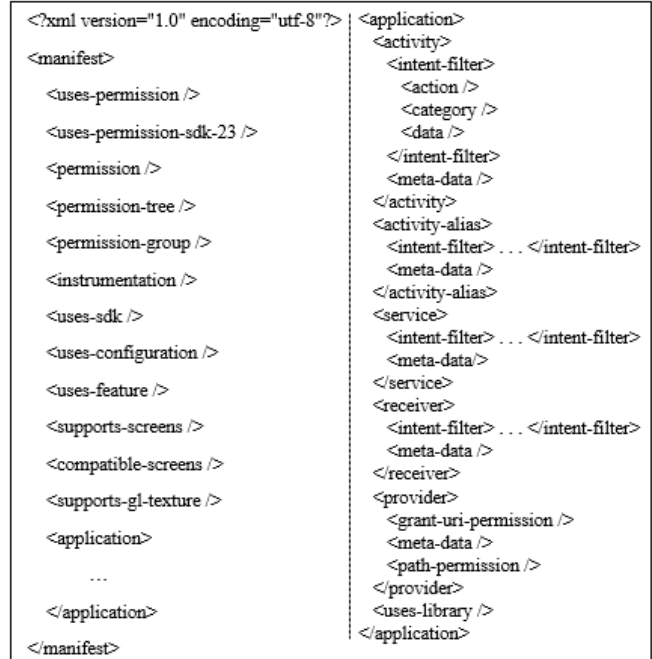 <?xml version="1.0" encoding="utf-8"?>
<manifest>
<uses-permission />
<uses-permission-sdk-23 />
<permission />
<permission-tree />
<permission-group />
<instrumentation />
<uses-sdk />
<uses-configuration />
<uses-feature />
<supports-screens />
<compatible-screens />
<supports-gl-texture />
<application>
...
</application>
</manifest>
<application>
<activity>
<intent-filter>
<action />
<category />
<data />
</intent-filter>
<meta-data />
</activity>
<activity-alias>
<intent-filter> . . . </intent-filter>
<meta-data />
</activity-alias>
<service>
<intent-filter> . . . </intent-filter>
<meta-data/>
</service>
<receiver>
<intent-filter> . . . </intent-filter>
<meta-data />
</receiver>
<provider>
<grant-uri-permission />
<meta-data />
<path-permission />
</provider>
<uses-library />
</application>